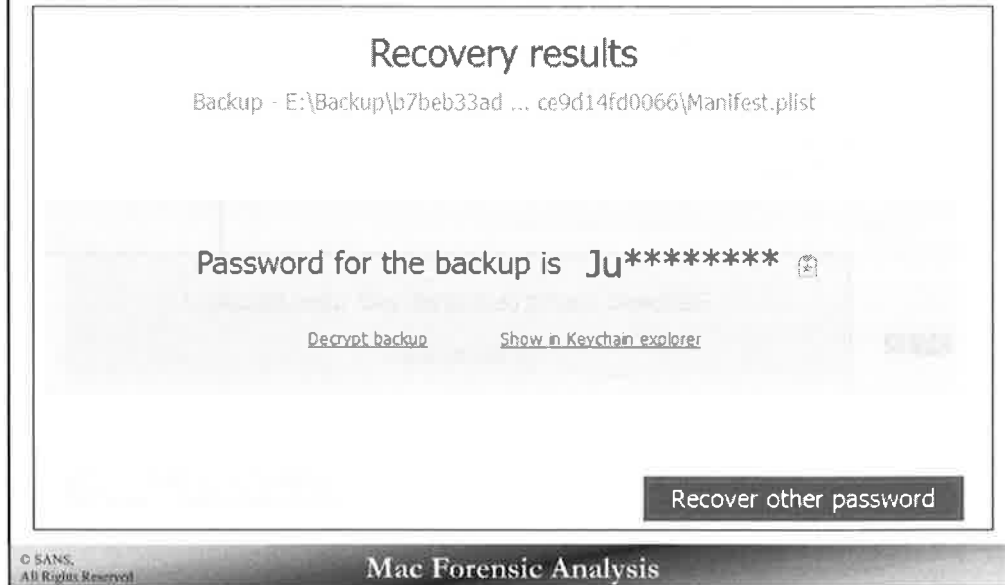 Recovery results
Backup - E:\Backup\b7beb33ad ... ce9d14fd0066\Manifest.plist
Password for the backup is Ju********
Decrypt backup Show in Keychain explorer
Recover other password
© SANS,
All Rights Reserved
Mac Forensic Analysis